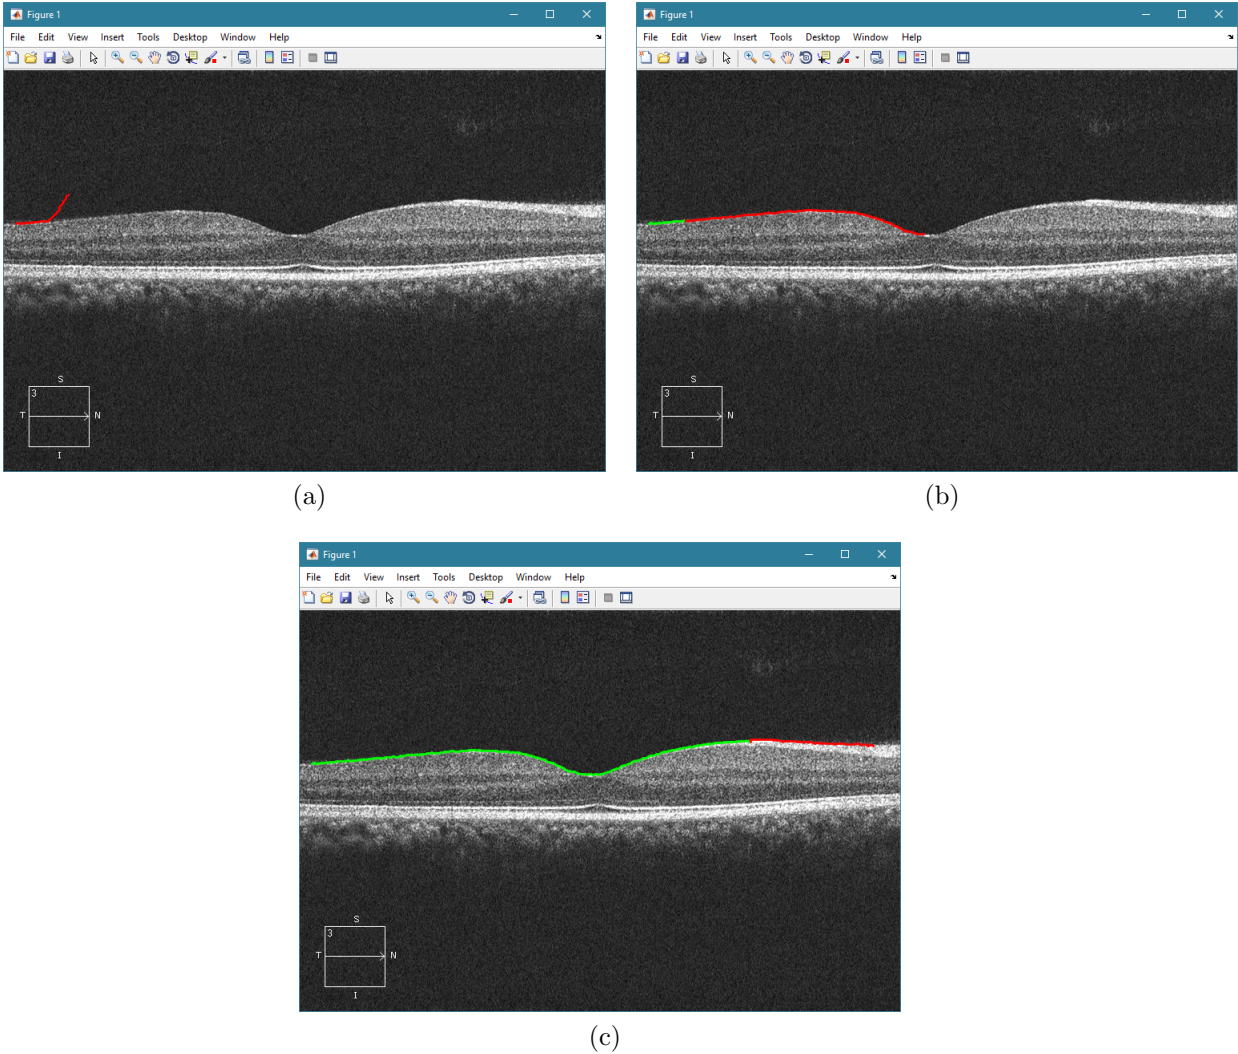 Figure 1
File Edit View Insert Tools Desktop Window Help
S
3
T N
I
(a)
Figure 1
File Edit View Insert Tools Desktop Window Help
S
3
T N
I
(b)
Figure 1
File Edit View Insert Tools Desktop Window Help
S
3
T N
I
(c)